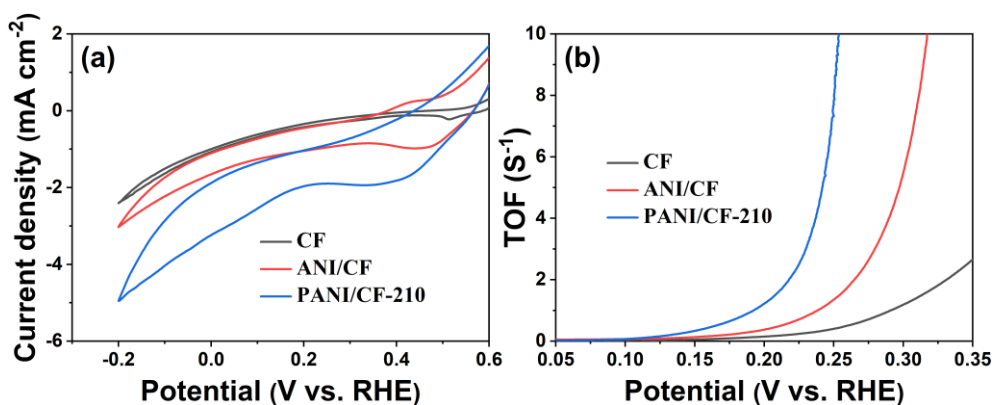 (a)
Current density (mA cm⁻²)
2
0
-2
-4
-6
CF
ANI/CF
PANI/CF-210
-0.2 0.0 0.2 0.4 0.6
Potential (V vs. RHE)
(b)
TOF (S⁻¹)
10
8
6
4
2
0
CF
ANI/CF
PANI/CF-210
0.05 0.10 0.15 0.20 0.25 0.30 0.35
Potential (V vs. RHE)